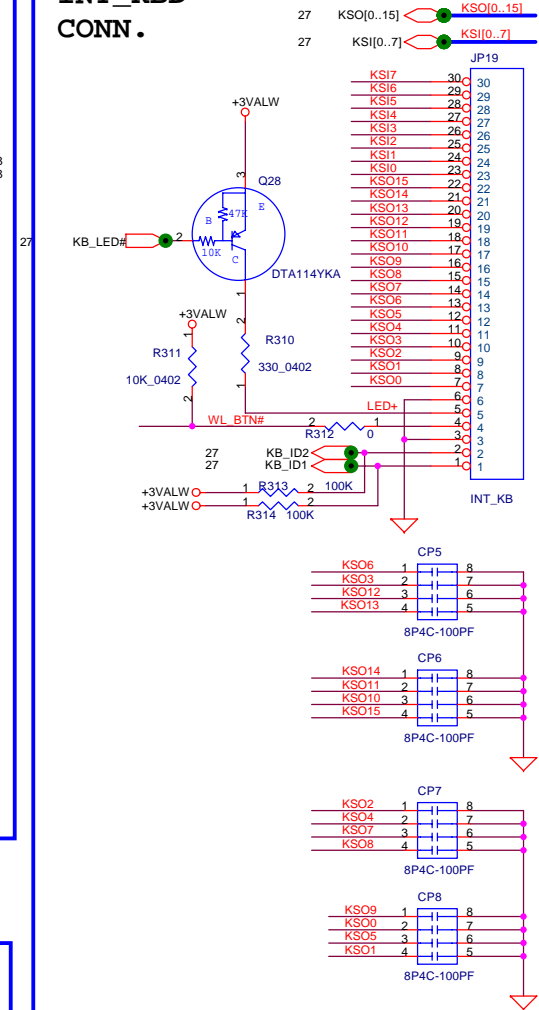 INT_KBD
CONN.
27 KSO[0..15] KSO[0..15]
27 KSI[0..7] KSI[0..7]
JP19
KSI7 30 30
KSI6 29 29
KSI5 28 28
KSI4 27 27
KSI3 26 26
KSI2 25 25
KSI1 24 24
KSI0 23 23
KSO15 22 22
KSO14 21 21
KSO13 20 20
KSO12 19 19
KSO11 18 18
KSO10 17 17
KSO9 16 16
KSO8 15 15
KSO7 14 14
KSO6 13 13
KSO5 12 12
KSO4 11 11
KSO3 10 10
KSO2 9 9
KSO1 8 8
KSO0 7 7
6 6
LED+ 5 5
4 4
3 3
2 2
1 1
INT_KB
+3VALW
3
Q28
B 47K E
27 KB_LED# 2
10K
C
DTA114YKA
1
+3VALW
2
1
R311
10K_0402
2
R310
330_0402
1
WL_BTN#
2 1
R312 0
27 KB_ID2
27 KB_ID1
+3VALW 1 R313 2 100K
+3VALW 1 R314 2 100K
CP5
KSO6 1 8
KSO3 2 7
KSO12 3 6
KSO13 4 5
8P4C-100PF
CP6
KSO14 1 8
KSO11 2 7
KSO10 3 6
KSO15 4 5
8P4C-100PF
CP7
KSO2 1 8
KSO4 2 7
KSO7 3 6
KSO8 4 5
8P4C-100PF
CP8
KSO9 1 8
KSO0 2 7
KSO5 3 6
KSO1 4 5
8P4C-100PF